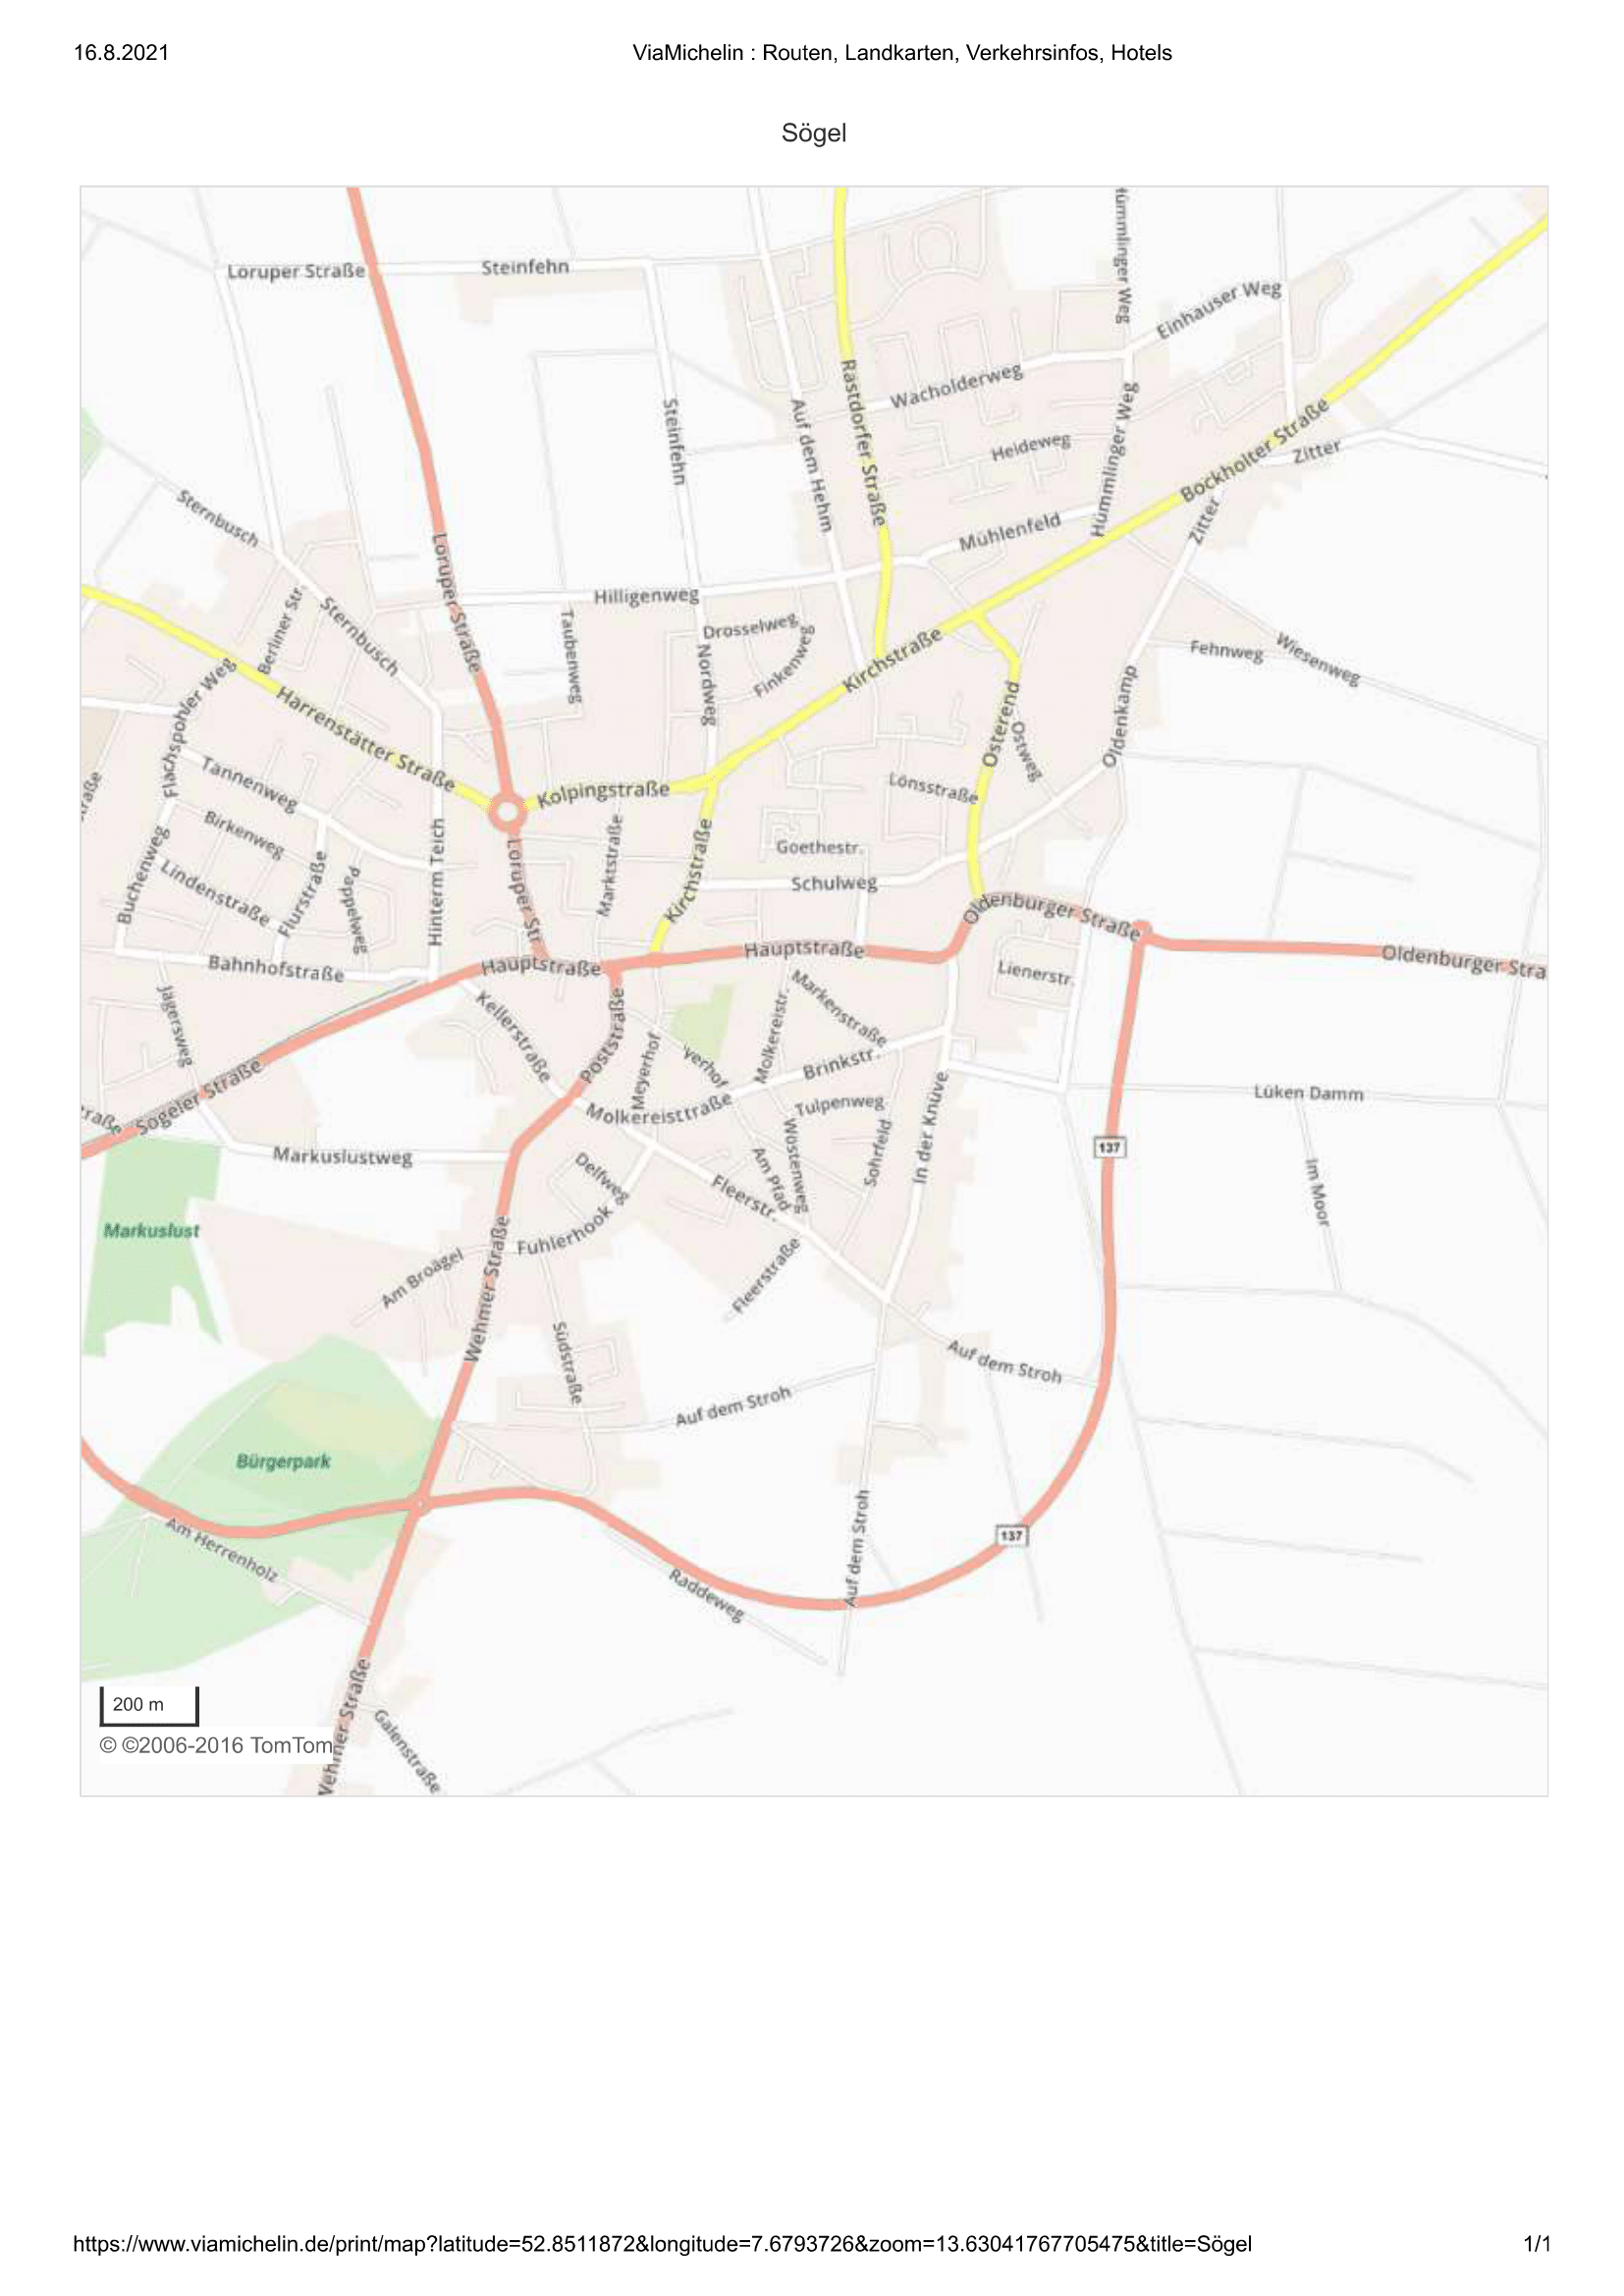 16.8.2021
ViaMichelin : Routen, Landkarten, Verkehrsinfos, Hotels
Sögel
Hümmlinger Weg
Loruper Straße
Steinfehn
Einhauser Weg
Rastdorfer Straße
Wacholderweg
Steinfehn
Auf dem Hehm
Hümmlinger Weg
Bockholter Straße
Heideweg
Zitter
Sternbusch
Zitter
Mühlenfeld
Loruper Straße
Berliner Str.
Sternbusch
Hilligenweg
Taubenweg
Drosselweg
Finkenweg
Nordweg
Kirchstraße
Fehnweg
Wiesenweg
Flachspohler Weg
Harrenstätter Straße
Oldenkamp
Osterend
Ostweg
Tannenweg
Kolpingstraße
Lönsstraße
raße
Birkenweg
Hinterm Teich
Marktstraße
Kirchstraße
Goethestr.
Buchenweg
Lindenstraße
Flurstraße
Pappelweg
Loruper Str.
Schulweg
Oldenburger Straße
Bahnhofstraße
Hauptstraße
Hauptstraße
Oldenburger Stra
Lienerstr.
Jägersweg
Kellerstraße
Poststraße
Molkereistr.
Markenstraße
Meyerhof
yerhof
Brinkstr.
raße
Sögeler Straße
Molkereisttraße
Tulpenweg
Lüken Damm
In der Knüve
Sohrfeld
Wostenweg
Am Pfad
137
Markuslustweg
Delfweg
Fleerstr.
Im Moor
Markuslust
Fuhlerhook
Am Broägel
Wehmer Straße
Fleerstraße
Südstraße
Auf dem Stroh
Auf dem Stroh
Bürgerpark
Auf dem Stroh
Am Herrenholz
137
Raddeweg
Wehmer Straße
Galenstraße
200 m
© ©2006-2016 TomTom
https://www.viamichelin.de/print/map?latitude=52.8511872&longitude=7.6793726&zoom=13.63041767705475&title=Sögel
1/1